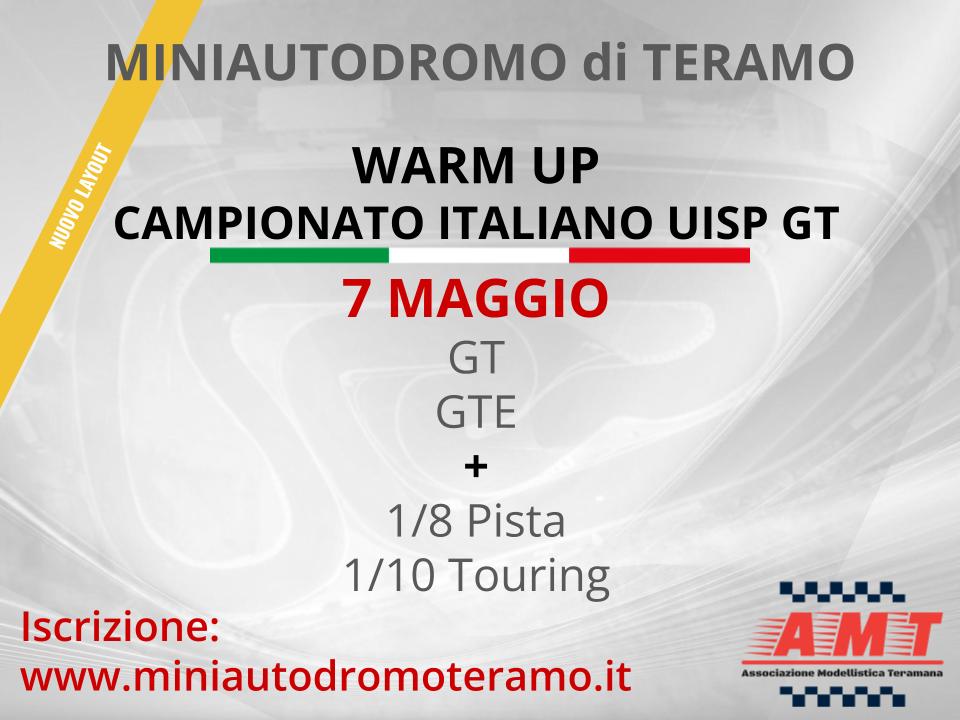 MINIAUTODROMO di TERAMO
NUOVO LAYOUT
WARM UP
CAMPIONATO ITALIANO UISP GT
7 MAGGIO
GT
GTE
+
1/8 Pista
1/10 Touring
Iscrizione:
www.miniautodromoteramo.it
AMT
Associazione Modellistica Teramana